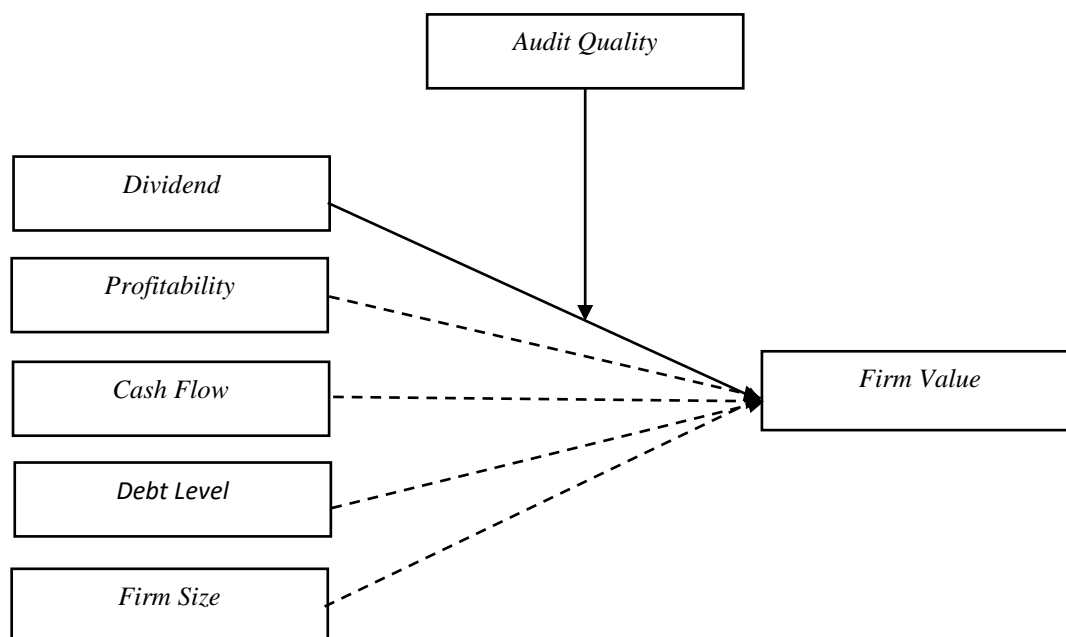 Audit Quality
Dividend
Profitability
Cash Flow
Firm Value
Debt Level
Firm Size